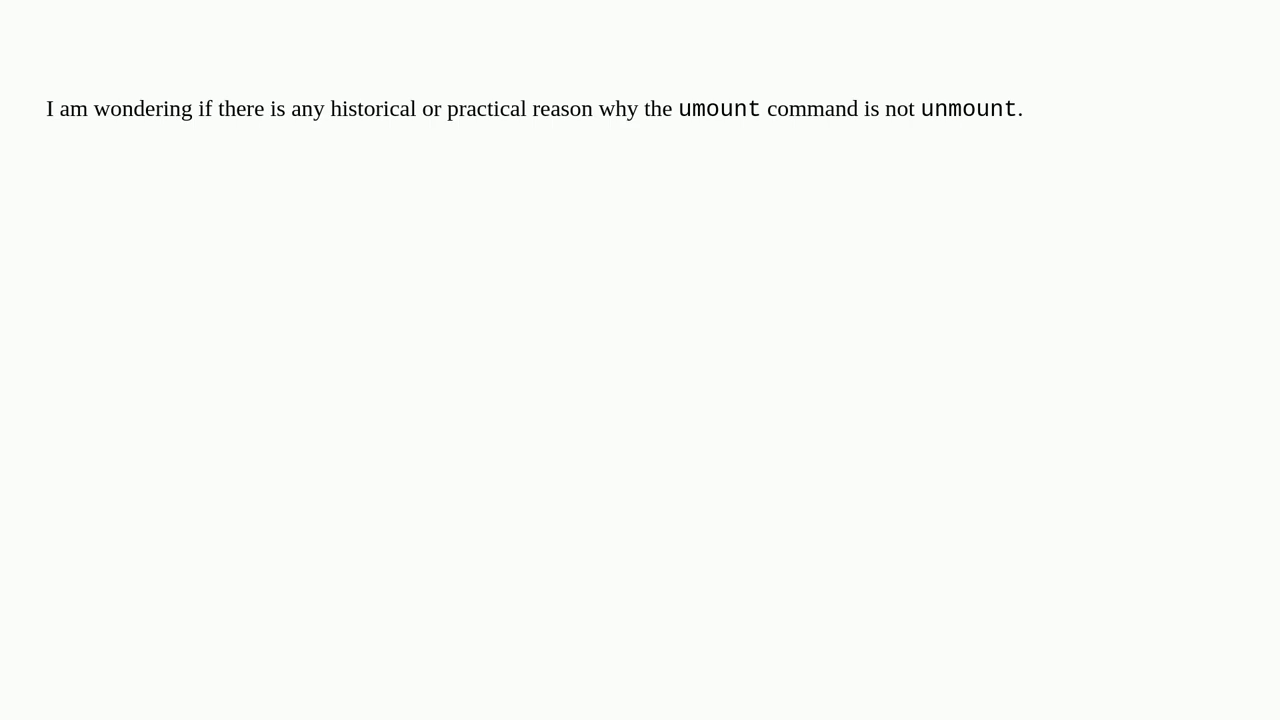 I am wondering if there is any historical or practical reason why the umount command is not unmount.